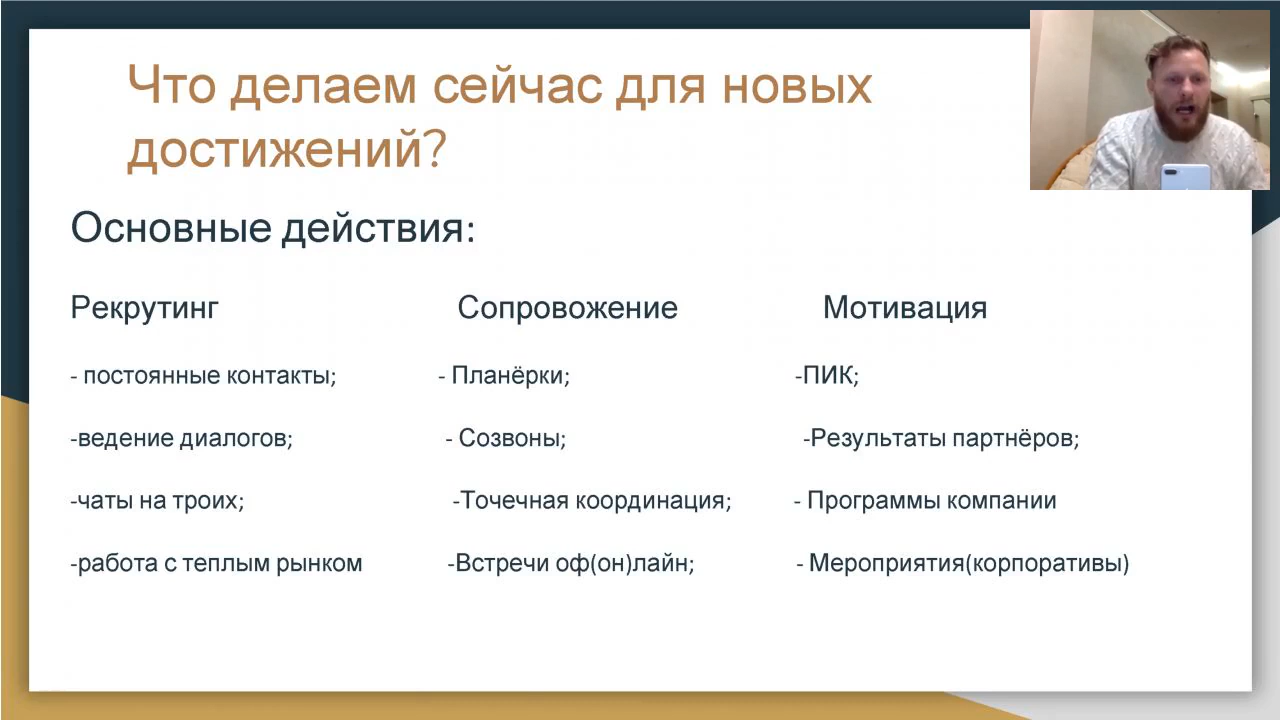 Что делаем сейчас для новых
достижений?
Основные действия:
Рекрутинг Сопровожение Мотивация
- постоянные контакты; - Планёрки; -ПИК;
-ведение диалогов; - Созвоны; -Результаты партнёров;
-чаты на троих; -Точечная координация; - Программы компании
-работа с теплым рынком -Встречи оф(он)лайн; - Мероприятия(корпоративы)